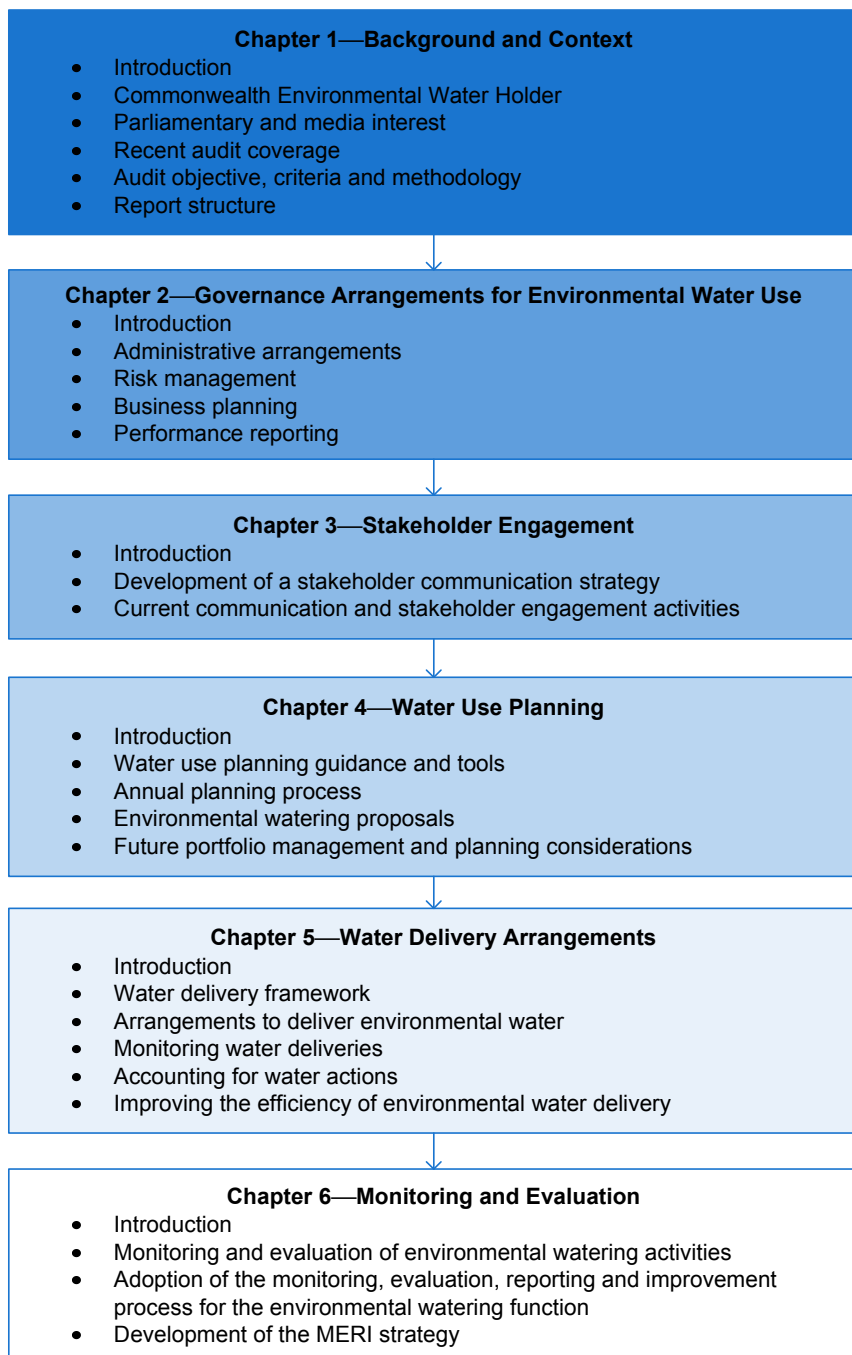 Chapter 1—Background and Context
• Introduction
• Commonwealth Environmental Water Holder
• Parliamentary and media interest
• Recent audit coverage
• Audit objective, criteria and methodology
• Report structure
Chapter 2—Governance Arrangements for Environmental Water Use
• Introduction
• Administrative arrangements
• Risk management
• Business planning
• Performance reporting
Chapter 3—Stakeholder Engagement
• Introduction
• Development of a stakeholder communication strategy
• Current communication and stakeholder engagement activities
Chapter 4—Water Use Planning
• Introduction
• Water use planning guidance and tools
• Annual planning process
• Environmental watering proposals
• Future portfolio management and planning considerations
Chapter 5—Water Delivery Arrangements
• Introduction
• Water delivery framework
• Arrangements to deliver environmental water
• Monitoring water deliveries
• Accounting for water actions
• Improving the efficiency of environmental water delivery
Chapter 6—Monitoring and Evaluation
• Introduction
• Monitoring and evaluation of environmental watering activities
• Adoption of the monitoring, evaluation, reporting and improvement
process for the environmental watering function
• Development of the MERI strategy